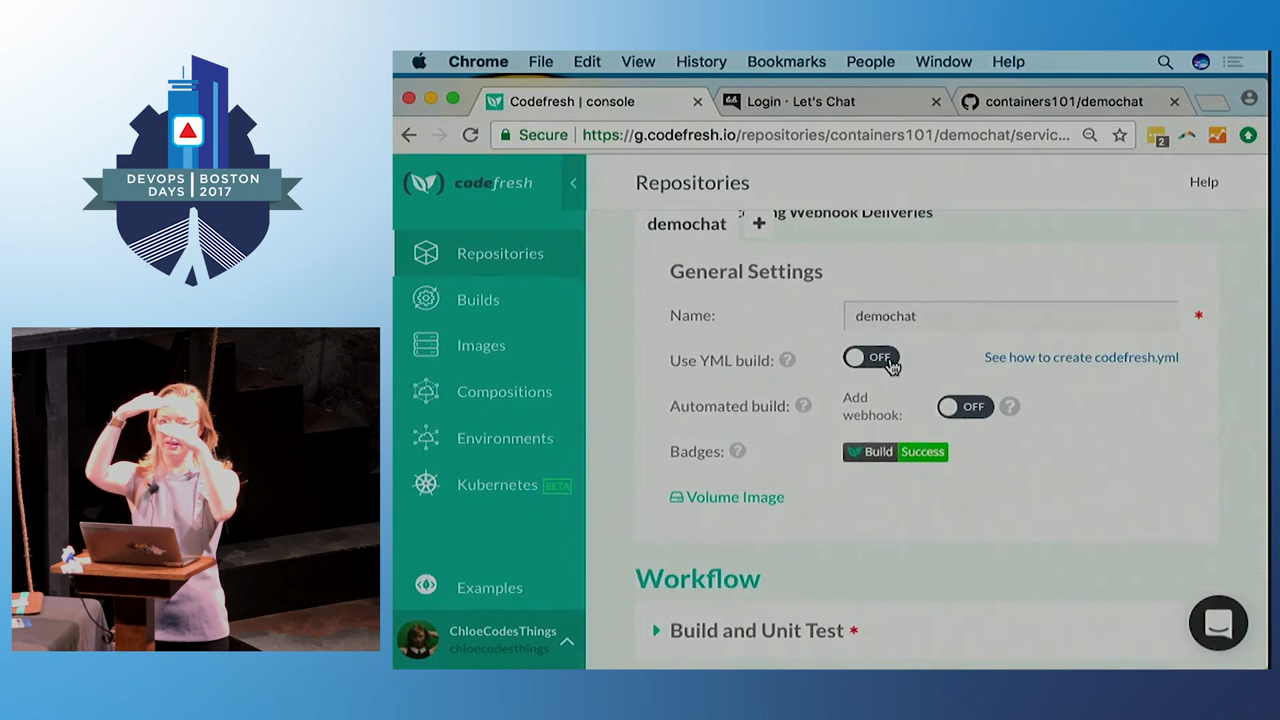 DEVOPS BOSTON
DAYS 2017
Chrome File Edit View History Bookmarks People Window Help
Codefresh | console
Login · Let's Chat
containers101/demochat
Secure https://g.codefresh.io/repositories/containers101/demochat/servic...
2
codefresh
Repositories
Help
demochat
Webhook Deliveries
General Settings
Name: demochat *
Use YML build: ? OFF See how to create codefresh.yml
Automated build: ? Add webhook: OFF ?
Badges: ? Build Success
Volume Image
Workflow
Build and Unit Test *
Repositories
Builds
Images
Compositions
Environments
Kubernetes BETA
Examples
ChloeCodesThings
chloecodesthings